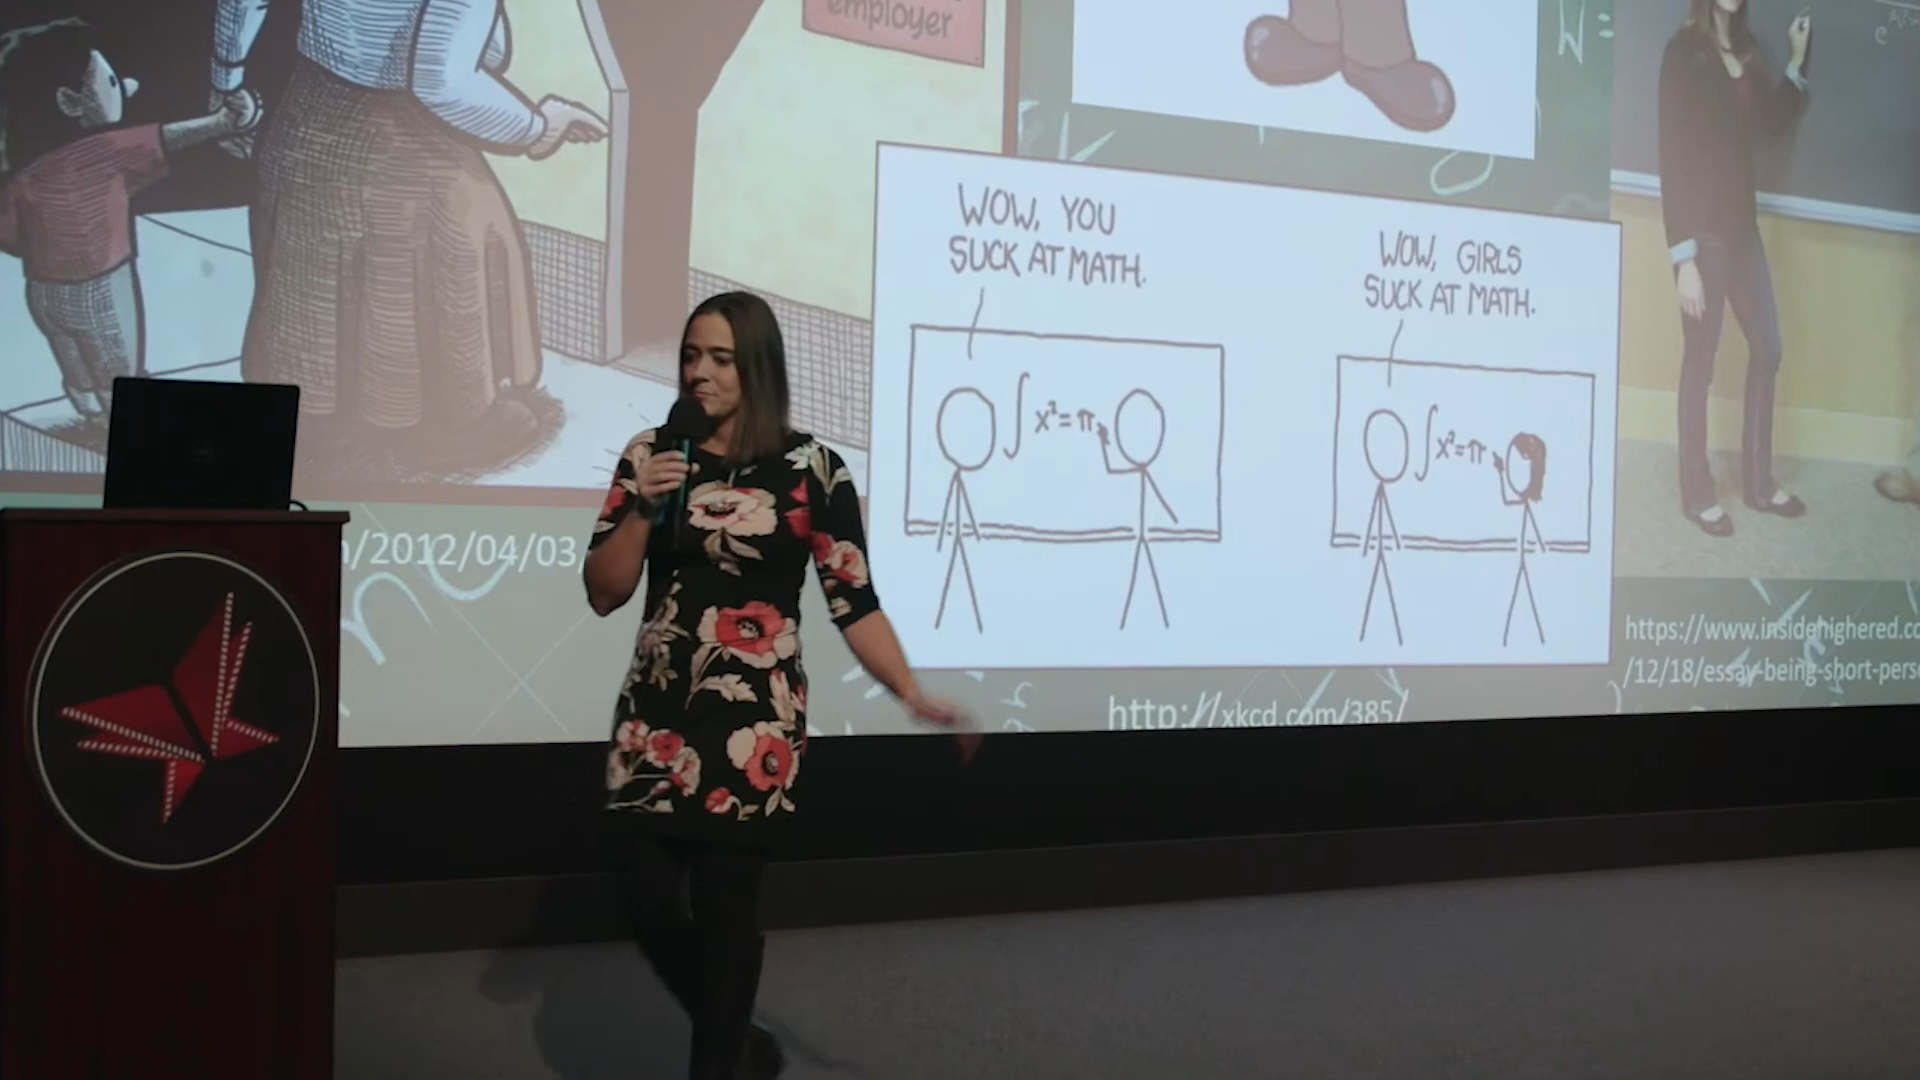 employer
WOW, YOU
SUCK AT MATH.
WOW, GIRLS
SUCK AT MATH.
∫ x² = π
∫ x² = π
/2012/04/03/
http://xkcd.com/385/
https://www.insidehighered.co
/12/18/essay-being-short-pers